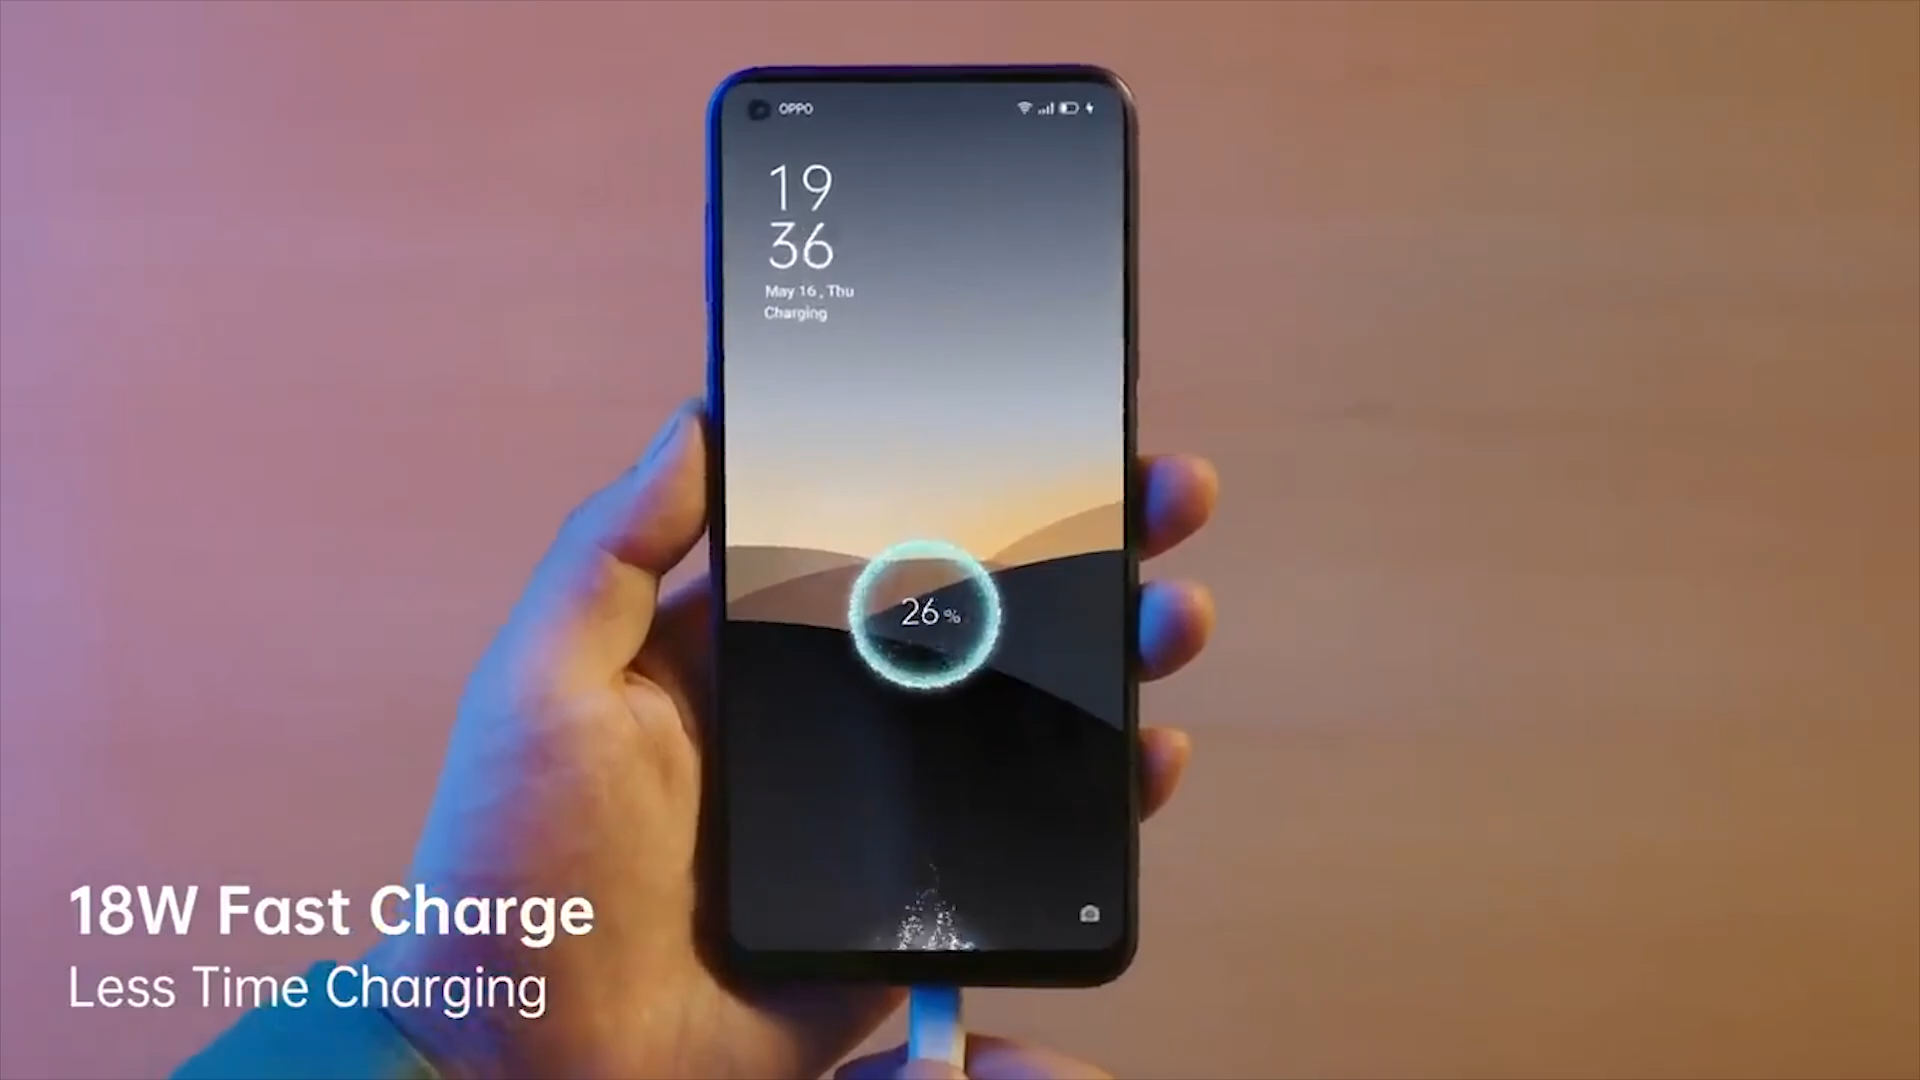 OPPO
19
36
May 16 , Thu
Charging
26 %
18W Fast Charge
Less Time Charging